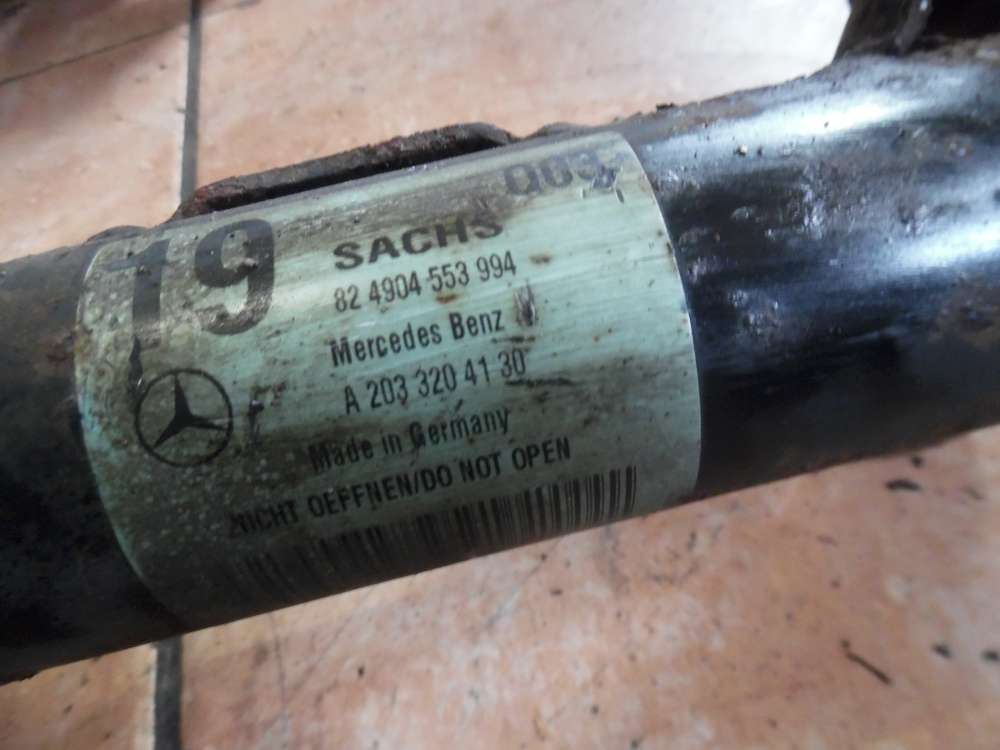 19
SACHS
82 4904 553 994
Mercedes Benz
A 203 320 41 30
Made in Germany
NICHT OEFFNEN/DO NOT OPEN